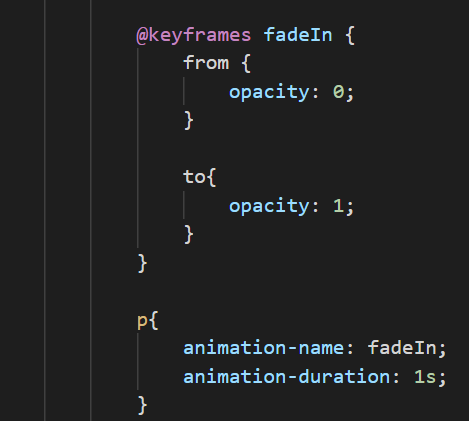 @keyframes fadeIn {
from {
opacity: 0;
}
to{
opacity: 1;
}
}
p{
animation-name: fadeIn;
animation-duration: 1s;
}